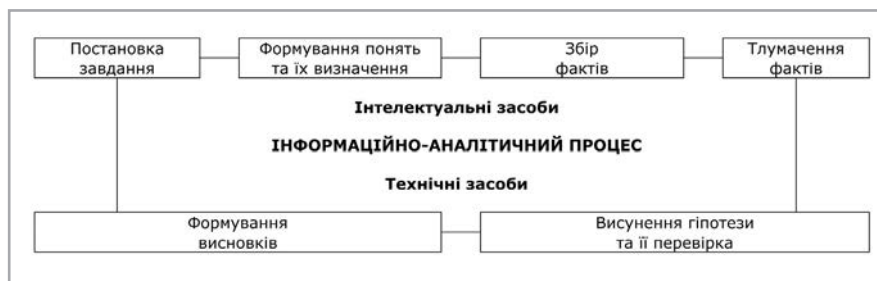 Постановка
завдання
Формування понять
та їх визначення
Збір
фактів
Тлумачення
фактів
Інтелектуальні засоби
ІНФОРМАЦІЙНО-АНАЛІТИЧНИЙ ПРОЦЕС
Технічні засоби
Формування
висновків
Висунення гіпотези
та її перевірка